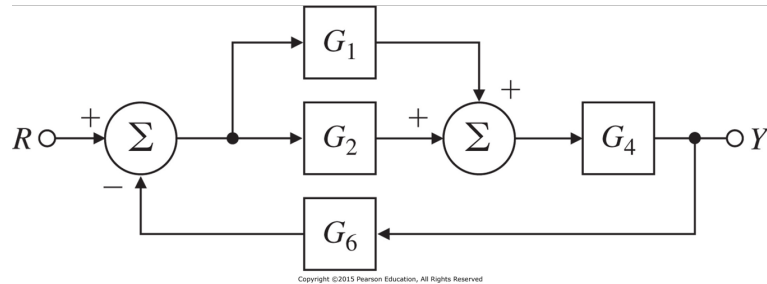 G₁
+
R + Σ G₂ + Σ G₄ Y
−
G₆
Copyright ©2015 Pearson Education, All Rights Reserved